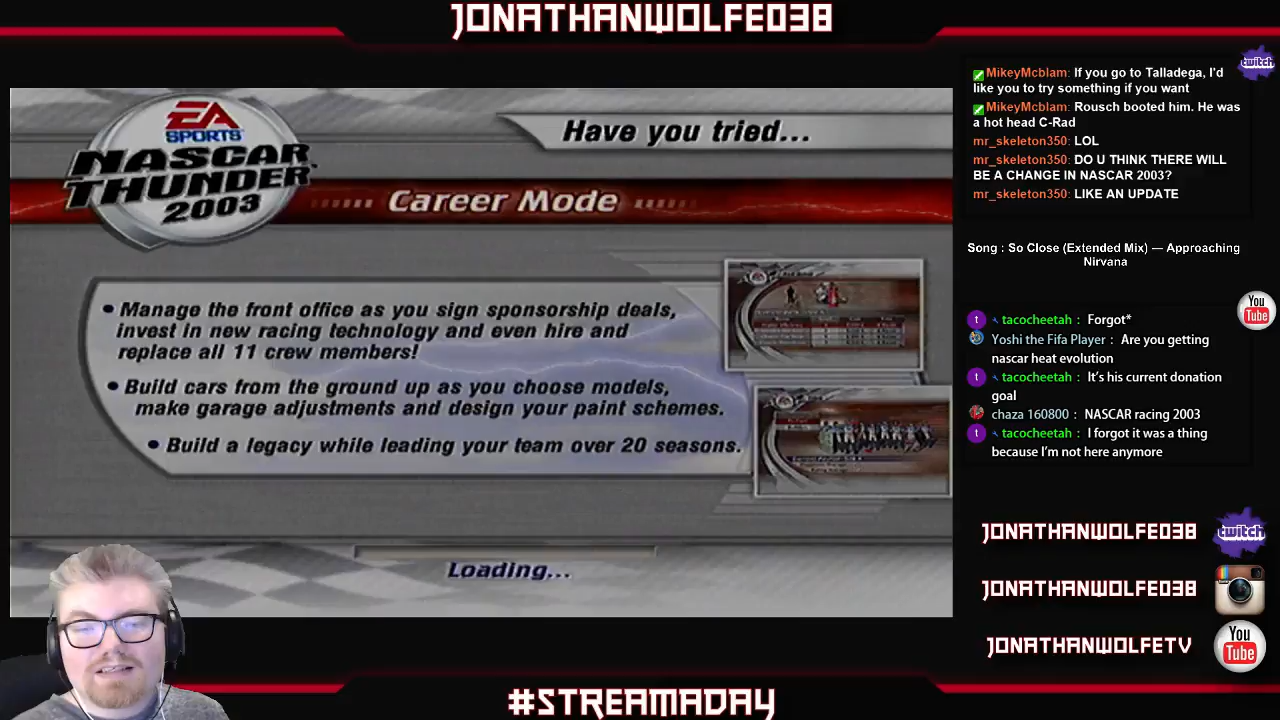 JONATHANWOLFE038
EA
SPORTS
NASCAR
THUNDER
2003
Have you tried...
Career Mode
• Manage the front office as you sign sponsorship deals,
invest in new racing technology and even hire and
replace all 11 crew members!
• Build cars from the ground up as you choose models,
make garage adjustments and design your paint schemes.
• Build a legacy while leading your team over 20 seasons.
Loading...
twitch
MikeyMcblam: If you go to Talladega, I'd
like you to try something if you want
MikeyMcblam: Rousch booted him. He was
a hot head C-Rad
mr_skeleton350: LOL
mr_skeleton350: DO U THINK THERE WILL
BE A CHANGE IN NASCAR 2003?
mr_skeleton350: LIKE AN UPDATE
Song : So Close (Extended Mix) — Approaching
Nirvana
You
Tube
t tacocheetah : Forgot*
Yoshi the Fifa Player : Are you getting
nascar heat evolution
t tacocheetah : It's his current donation
goal
chaza 160800 : NASCAR racing 2003
t tacocheetah : I forgot it was a thing
because I'm not here anymore
JONATHANWOLFE038 twitch
JONATHANWOLFE038
JONATHANWOLFETV You
Tube
#STREAMADAY